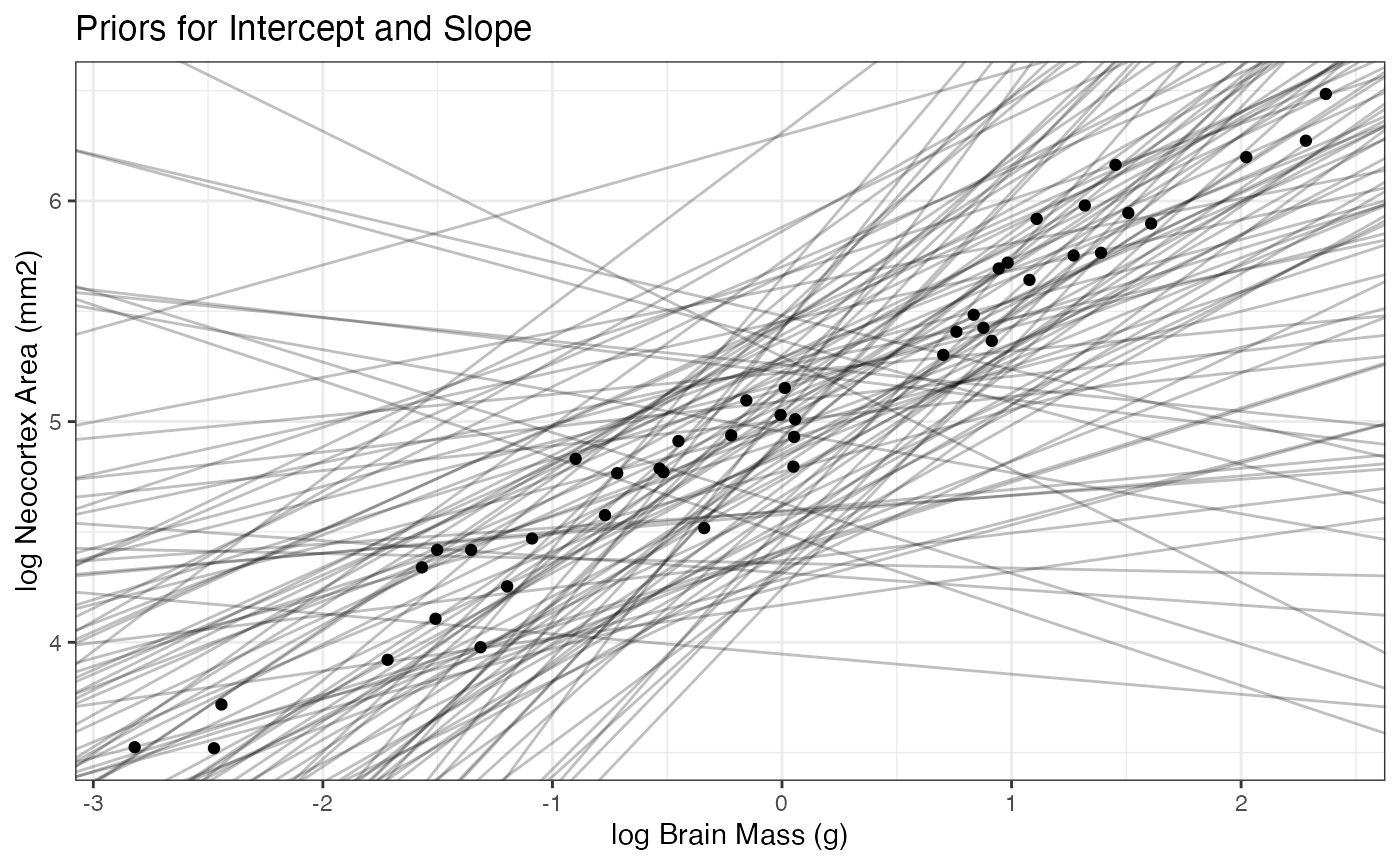 Priors for Intercept and Slope
log Neocortex Area (mm2)
6
5
4
-3 -2 -1 0 1 2
log Brain Mass (g)